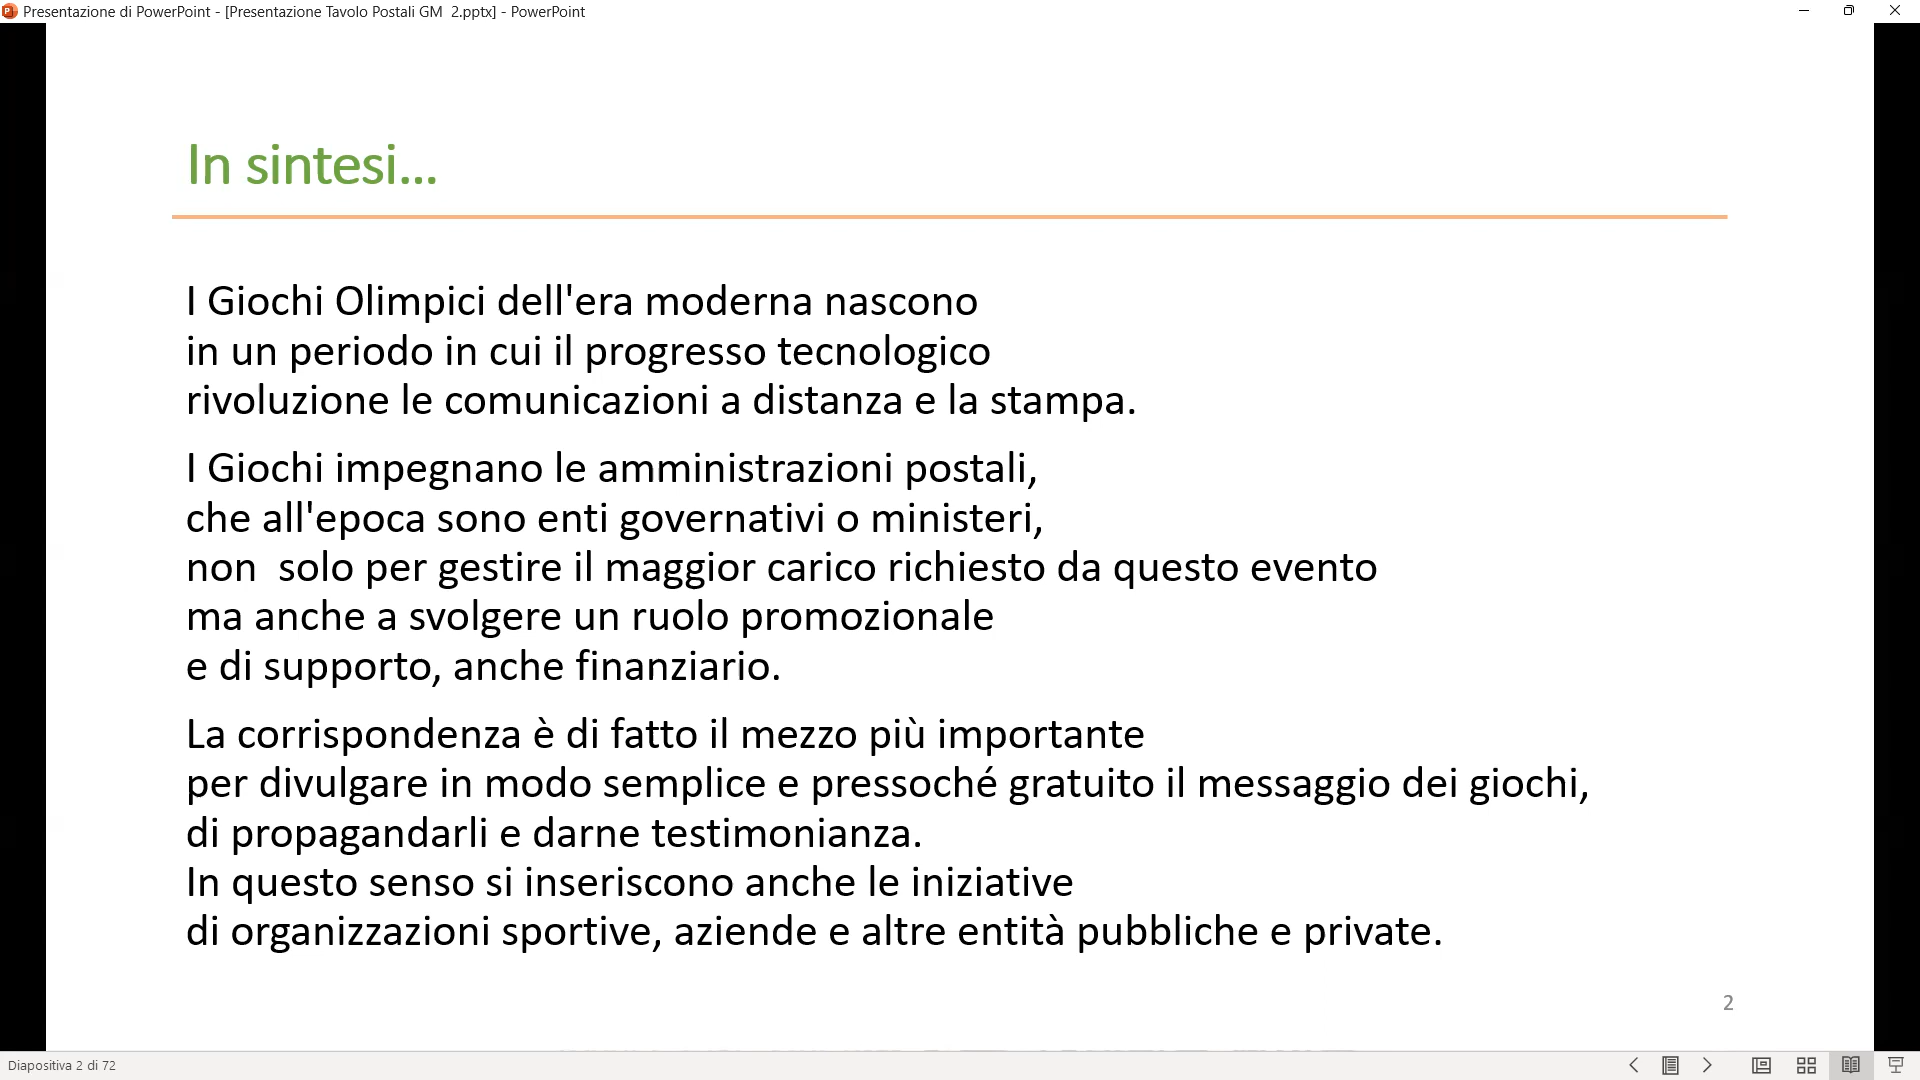 Presentazione di PowerPoint - [Presentazione Tavolo Postali GM  2.pptx] - PowerPoint
In sintesi...
I Giochi Olimpici dell'era moderna nascono
in un periodo in cui il progresso tecnologico
rivoluzione le comunicazioni a distanza e la stampa.
I Giochi impegnano le amministrazioni postali,
che all'epoca sono enti governativi o ministeri,
non  solo per gestire il maggior carico richiesto da questo evento
ma anche a svolgere un ruolo promozionale
e di supporto, anche finanziario.
La corrispondenza è di fatto il mezzo più importante
per divulgare in modo semplice e pressoché gratuito il messaggio dei giochi,
di propagandarli e darne testimonianza.
In questo senso si inseriscono anche le iniziative
di organizzazioni sportive, aziende e altre entità pubbliche e private.
2
Diapositiva 2 di 72